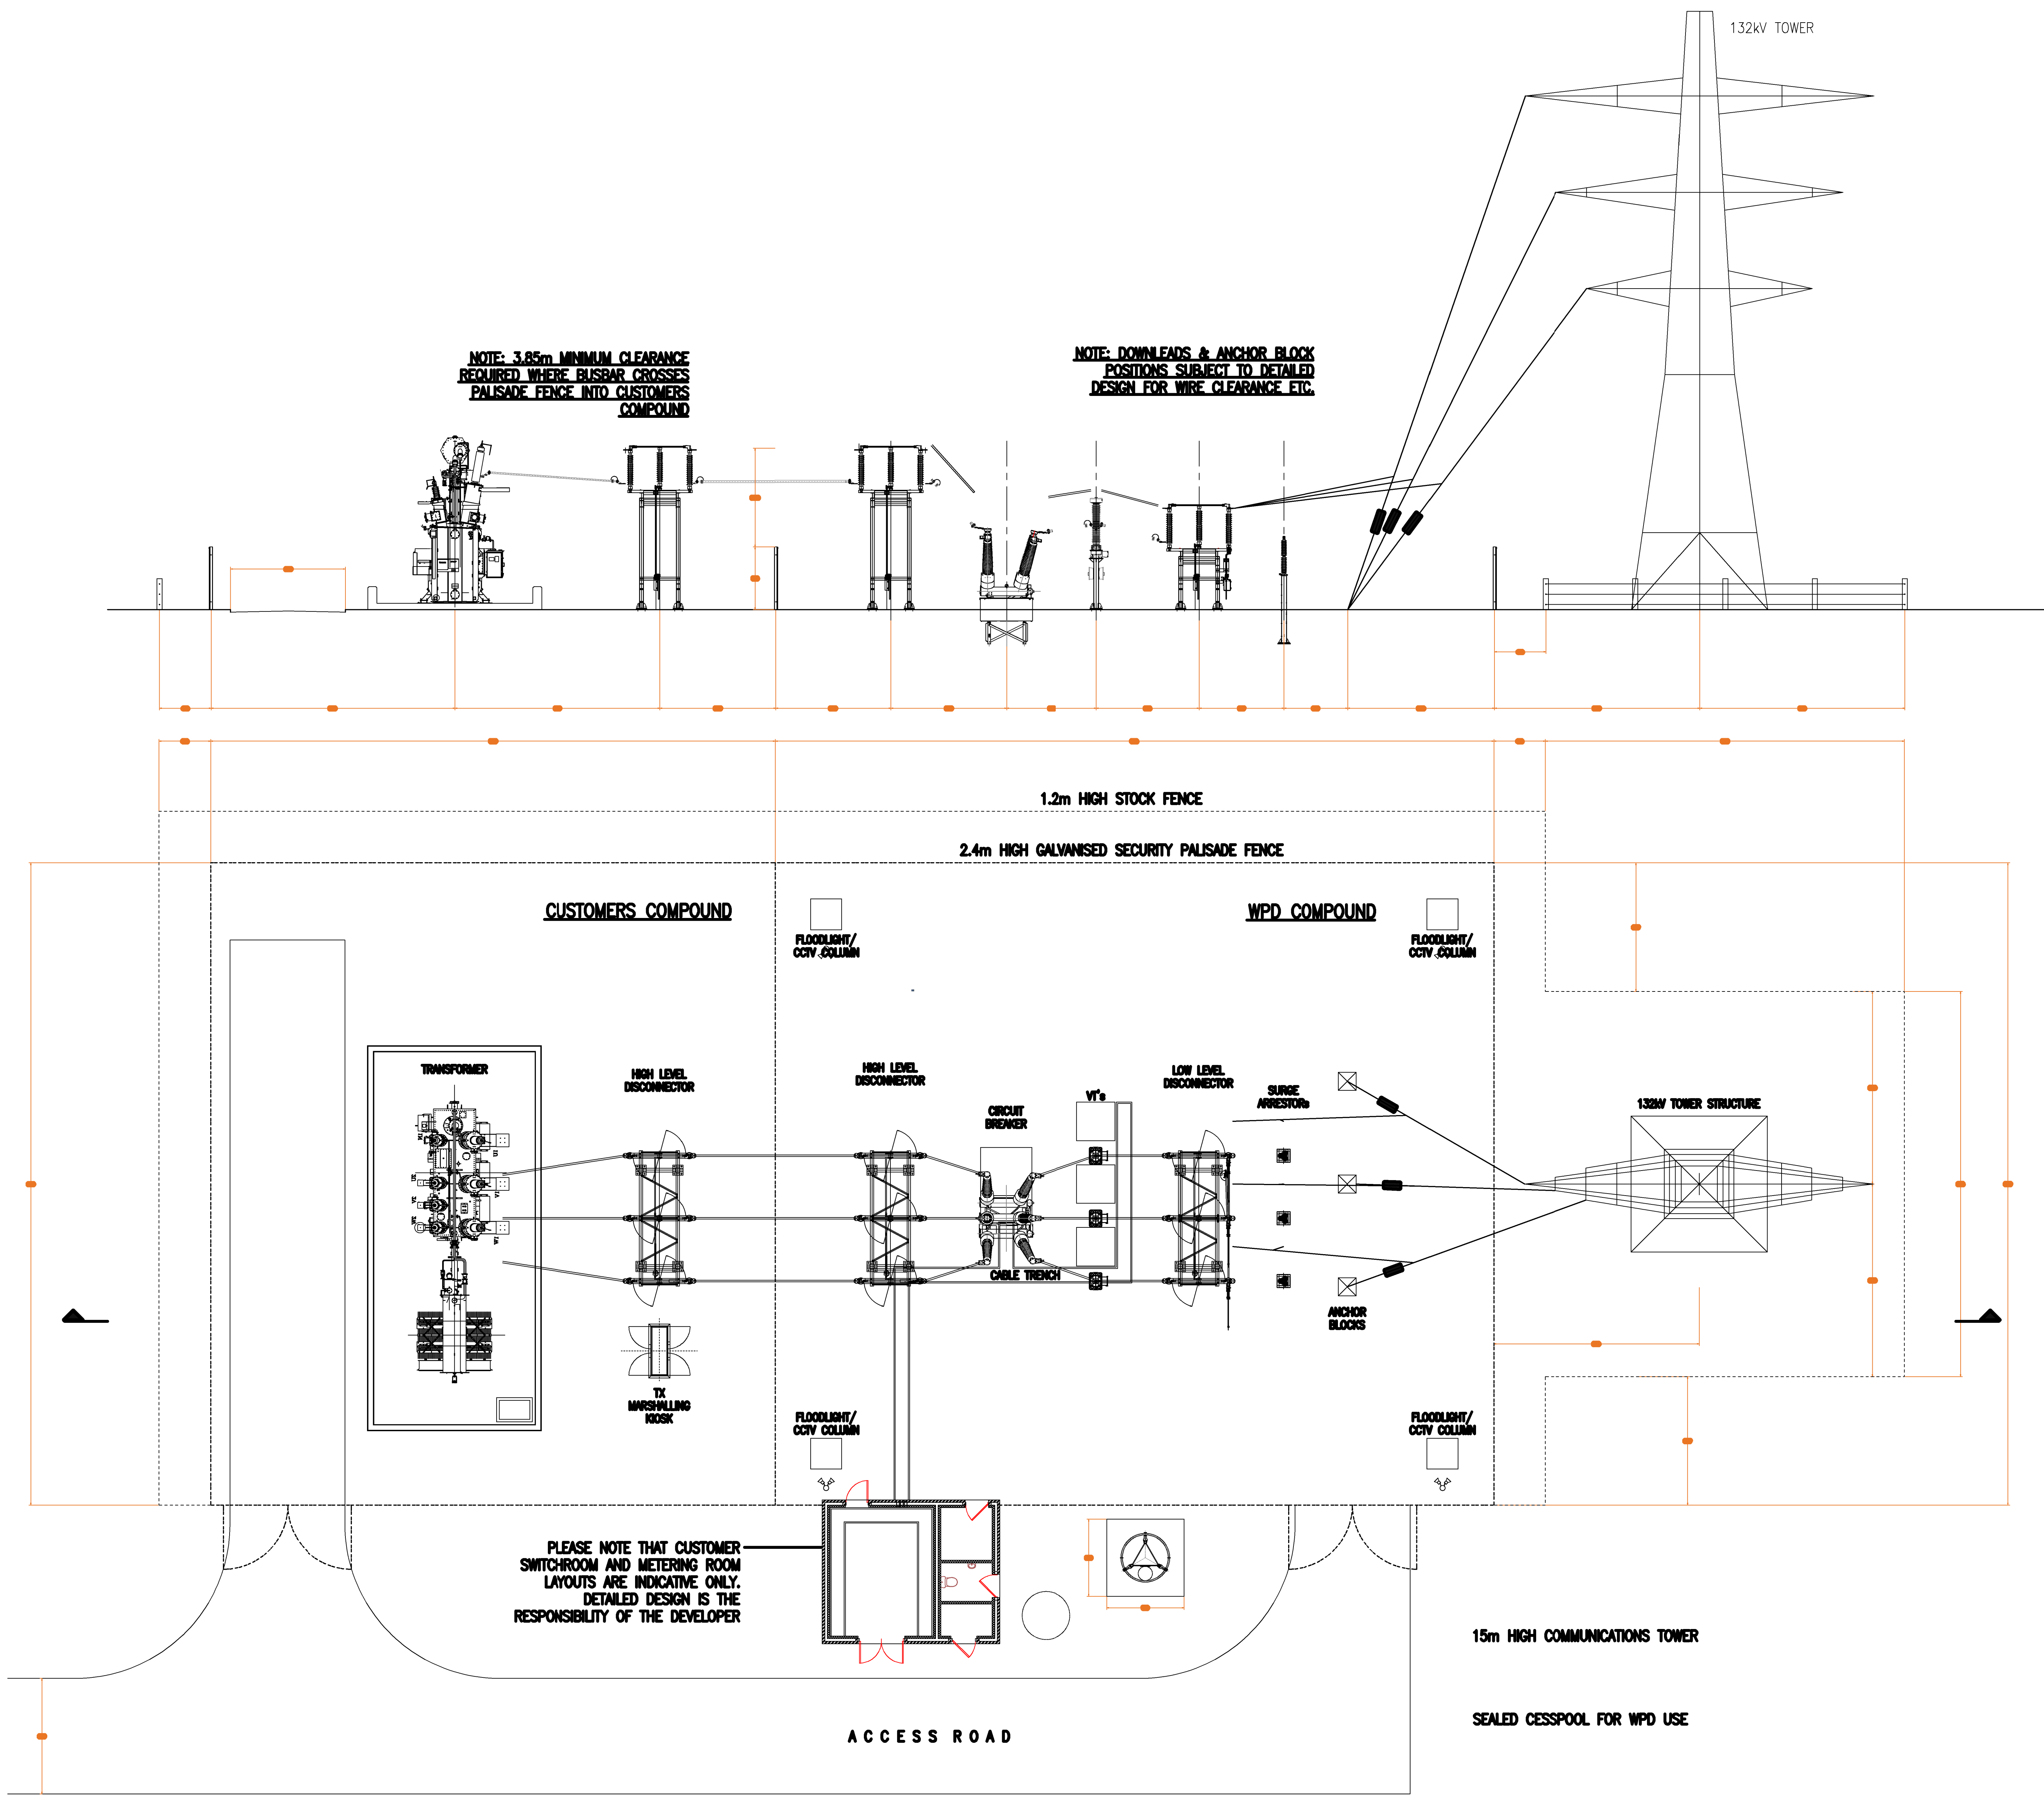 132kV TOWER
NOTE: 3.85m MINIMUM CLEARANCE
REQUIRED WHERE BUSBAR CROSSES
PALISADE FENCE INTO CUSTOMERS
COMPOUND
NOTE: DOWNLEADS & ANCHOR BLOCK
POSITIONS SUBJECT TO DETAILED
DESIGN FOR WIRE CLEARANCE ETC.
1.2m HIGH STOCK FENCE
2.4m HIGH GALVANISED SECURITY PALISADE FENCE
CUSTOMERS COMPOUND
WPD COMPOUND
FLOODLIGHT/
CCTV COLUMN
FLOODLIGHT/
CCTV COLUMN
TRANSFORMER
HIGH LEVEL
DISCONNECTOR
HIGH LEVEL
DISCONNECTOR
CIRCUIT
BREAKER
VT's
LOW LEVEL
DISCONNECTOR
SURGE
ARRESTORs
132kV TOWER STRUCTURE
CABLE TRENCH
ANCHOR
BLOCKS
TX
MARSHALLING
KIOSK
FLOODLIGHT/
CCTV COLUMN
FLOODLIGHT/
CCTV COLUMN
PLEASE NOTE THAT CUSTOMER
SWITCHROOM AND METERING ROOM
LAYOUTS ARE INDICATIVE ONLY.
DETAILED DESIGN IS THE
RESPONSIBILITY OF THE DEVELOPER
15m HIGH COMMUNICATIONS TOWER
SEALED CESSPOOL FOR WPD USE
ACCESS ROAD